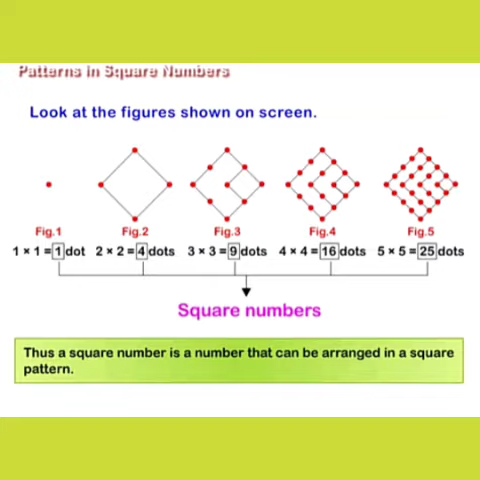 Patterns in Square Numbers
Look at the figures shown on screen.
Fig.1 Fig.2 Fig.3 Fig.4 Fig.5
1 × 1 = 1 dot 2 × 2 = 4 dots 3 × 3 = 9 dots 4 × 4 = 16 dots 5 × 5 = 25 dots
Square numbers
Thus a square number is a number that can be arranged in a square
pattern.